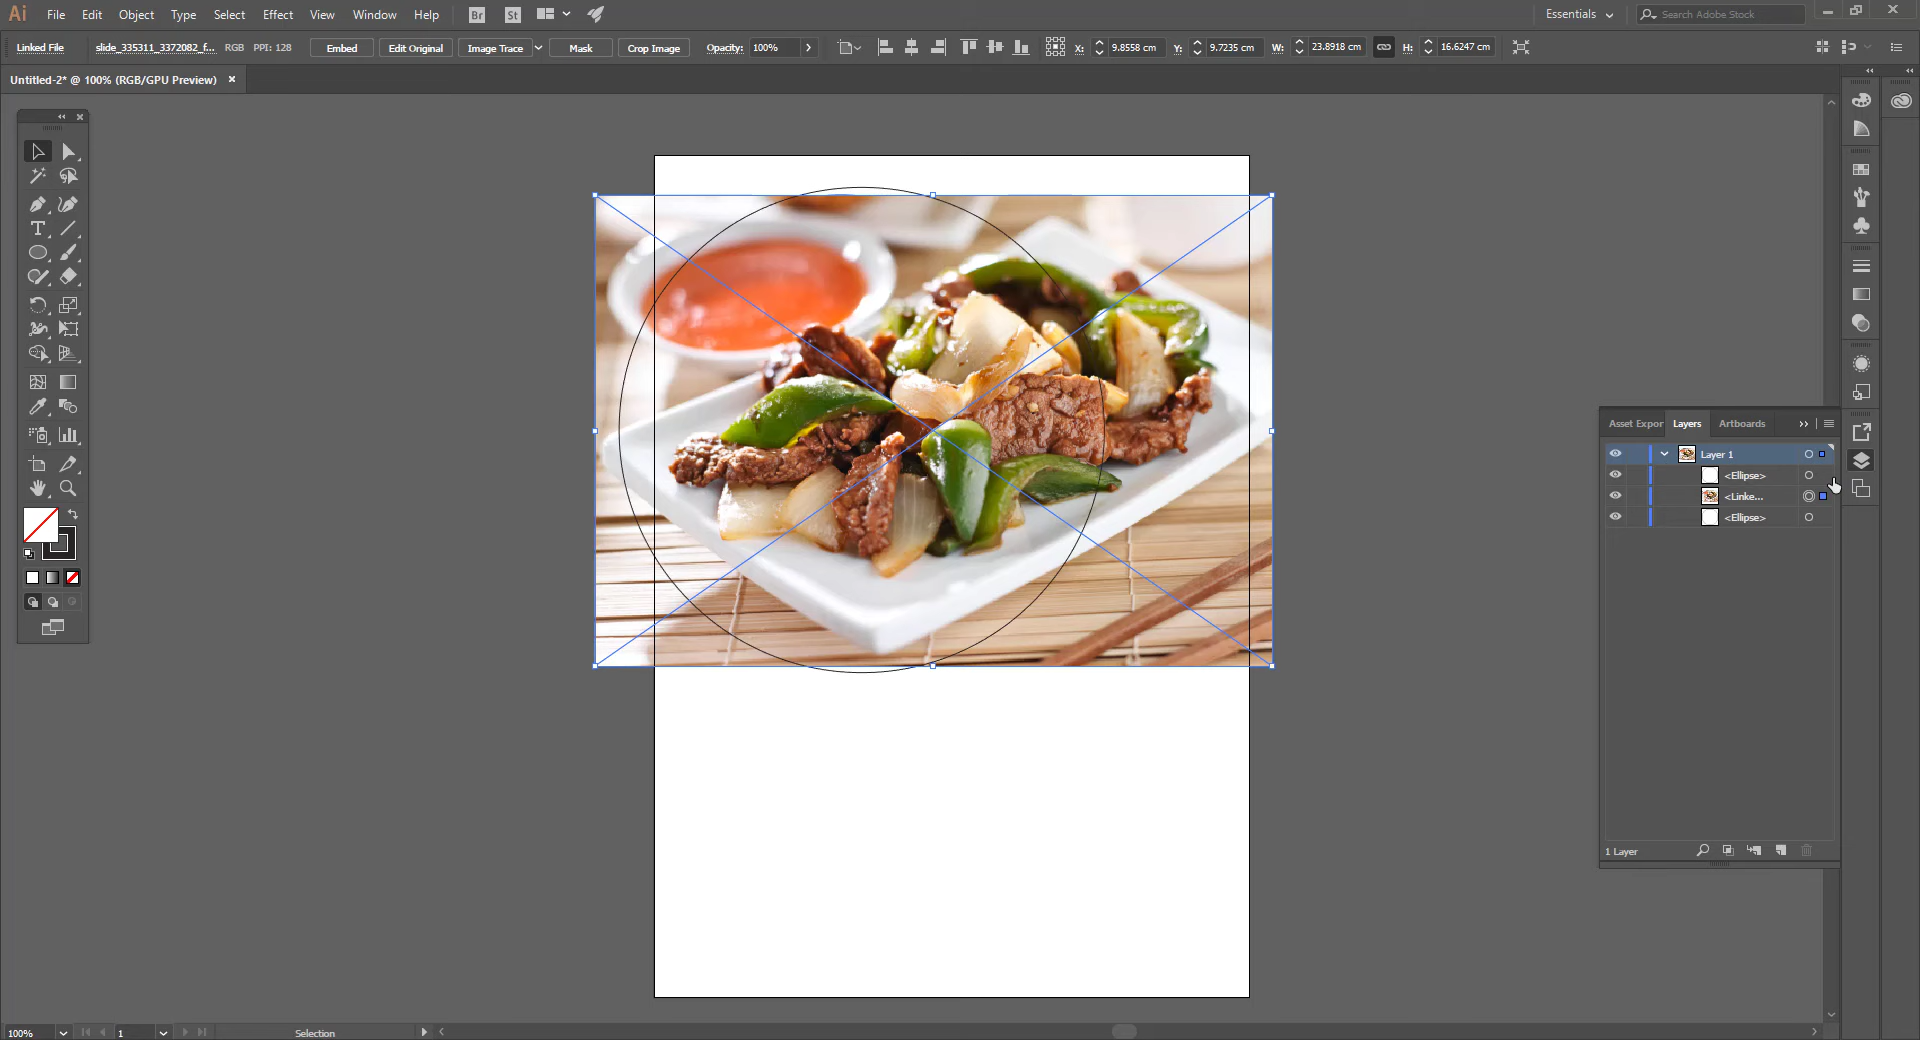 Ai File Edit Object Type Select Effect View Window Help Br St Essentials Search Adobe Stock
Linked File slide_335311_3372082_f... RGB PPI: 128 Embed Edit Original Image Trace Mask Crop Image Opacity: 100% X: 9.8558 cm Y: 9.7235 cm W: 23.8918 cm H: 16.6247 cm
Untitled-2* @ 100% (RGB/GPU Preview)
Asset Expor Layers Artboards
Layer 1
<Ellipse>
<Linke...
<Ellipse>
1 Layer
100% 1 Selection